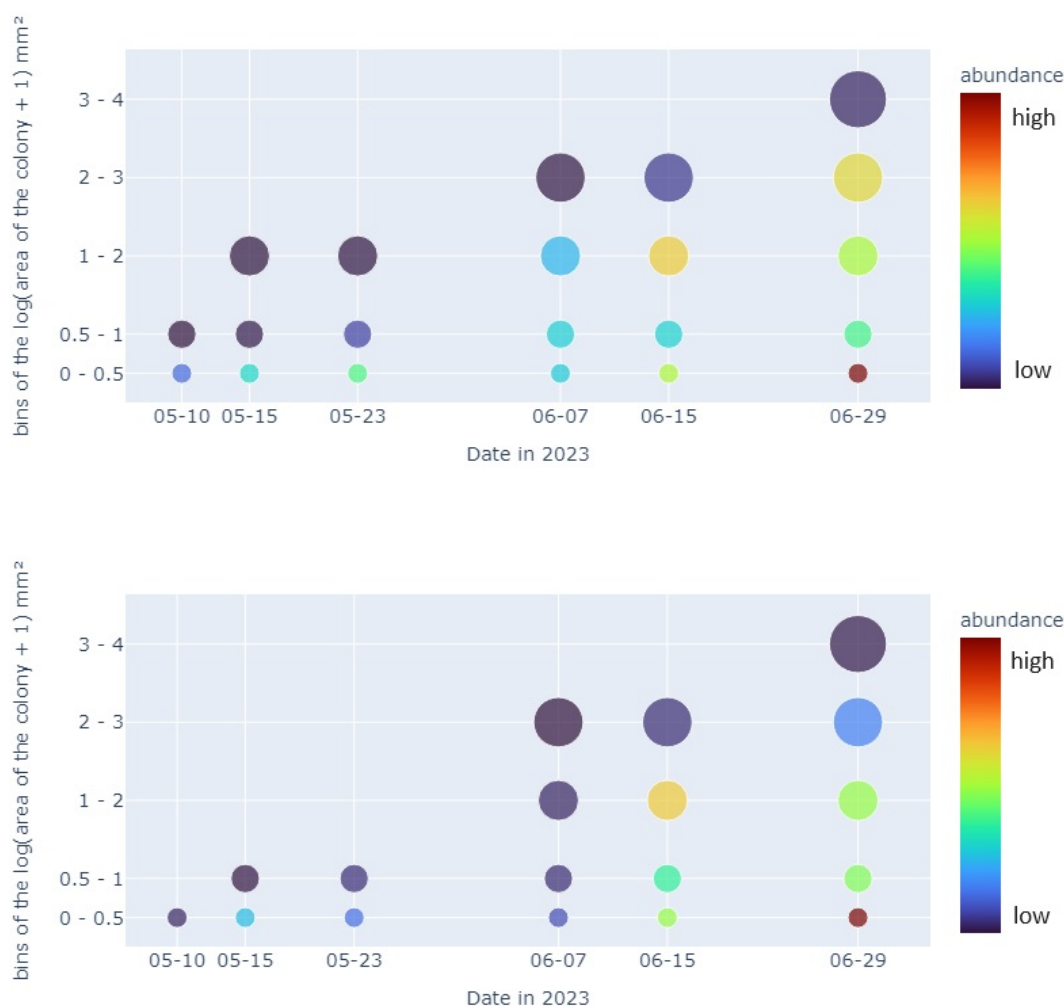 bins of the log(area of the colony + 1) mm²
3 - 4
2 - 3
1 - 2
0.5 - 1
0 - 0.5
05-10 05-15 05-23 06-07 06-15 06-29
Date in 2023
abundance
high
low
bins of the log(area of the colony + 1) mm²
3 - 4
2 - 3
1 - 2
0.5 - 1
0 - 0.5
05-10 05-15 05-23 06-07 06-15 06-29
Date in 2023
abundance
high
low